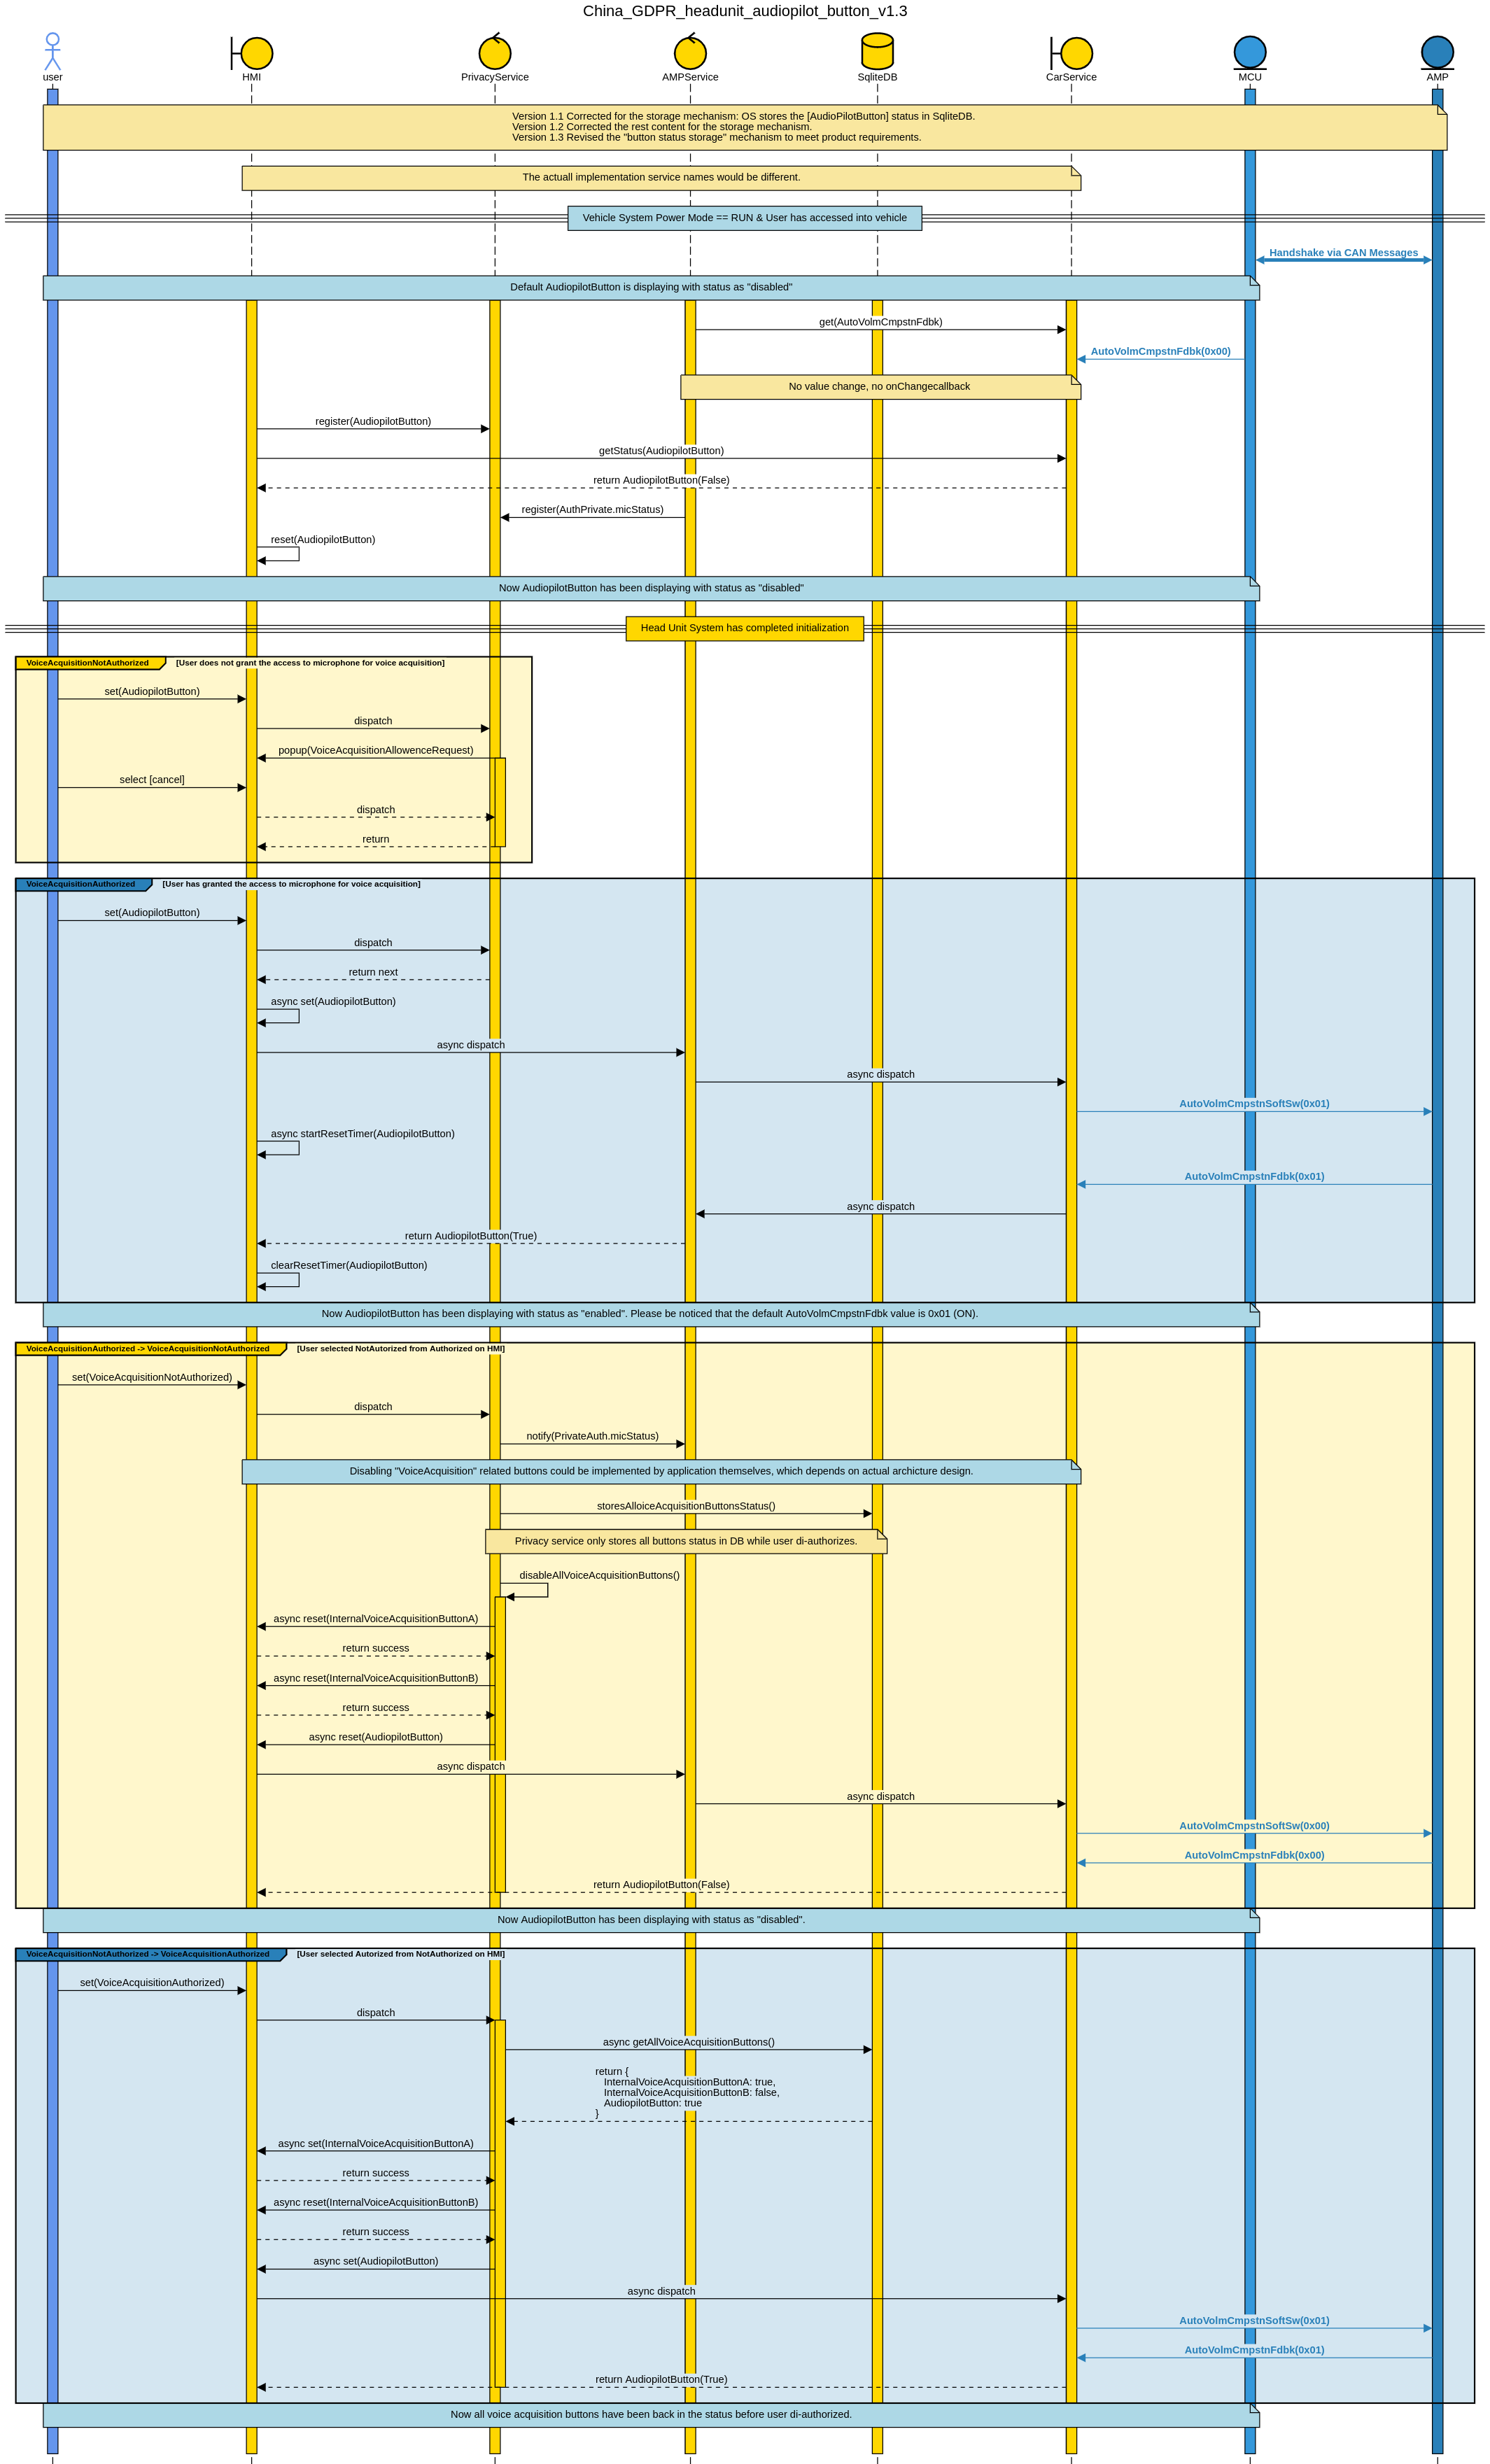 China_GDPR_headunit_audiopilot_button_v1.3
user
HMI
PrivacyService
AMPService
SqliteDB
CarService
MCU
AMP
Version 1.1 Corrected for the storage mechanism: OS stores the [AudioPilotButton] status in SqliteDB.
Version 1.2 Corrected the rest content for the storage mechanism.
Version 1.3 Revised the "button status storage" mechanism to meet product requirements.
The actuall implementation service names would be different.
Vehicle System Power Mode == RUN & User has accessed into vehicle
Handshake via CAN Messages
Default AudiopilotButton is displaying with status as "disabled"
get(AutoVolmCmpstnFdbk)
AutoVolmCmpstnFdbk(0x00)
No value change, no onChangecallback
register(AudiopilotButton)
getStatus(AudiopilotButton)
return AudiopilotButton(False)
register(AuthPrivate.micStatus)
reset(AudiopilotButton)
Now AudiopilotButton has been displaying with status as "disabled"
Head Unit System has completed initialization
VoiceAcquisitionNotAuthorized [User does not grant the access to microphone for voice acquisition]
set(AudiopilotButton)
dispatch
popup(VoiceAcquisitionAllowenceRequest)
select [cancel]
dispatch
return
VoiceAcquisitionAuthorized [User has granted the access to microphone for voice acquisition]
set(AudiopilotButton)
dispatch
return next
async set(AudiopilotButton)
async dispatch
async dispatch
AutoVolmCmpstnSoftSw(0x01)
async startResetTimer(AudiopilotButton)
AutoVolmCmpstnFdbk(0x01)
async dispatch
return AudiopilotButton(True)
clearResetTimer(AudiopilotButton)
Now AudiopilotButton has been displaying with status as "enabled". Please be noticed that the default AutoVolmCmpstnFdbk value is 0x01 (ON).
VoiceAcquisitionAuthorized -> VoiceAcquisitionNotAuthorized [User selected NotAutorized from Authorized on HMI]
set(VoiceAcquisitionNotAuthorized)
dispatch
notify(PrivateAuth.micStatus)
Disabling "VoiceAcquisition" related buttons could be implemented by application themselves, which depends on actual archicture design.
storesAlloiceAcquisitionButtonsStatus()
Privacy service only stores all buttons status in DB while user di-authorizes.
disableAllVoiceAcquisitionButtons()
async reset(InternalVoiceAcquisitionButtonA)
return success
async reset(InternalVoiceAcquisitionButtonB)
return success
async reset(AudiopilotButton)
async dispatch
async dispatch
AutoVolmCmpstnSoftSw(0x00)
AutoVolmCmpstnFdbk(0x00)
return AudiopilotButton(False)
Now AudiopilotButton has been displaying with status as "disabled".
VoiceAcquisitionNotAuthorized -> VoiceAcquisitionAuthorized [User selected Autorized from NotAuthorized on HMI]
set(VoiceAcquisitionAuthorized)
dispatch
async getAllVoiceAcquisitionButtons()
return {
InternalVoiceAcquisitionButtonA: true,
InternalVoiceAcquisitionButtonB: false,
AudiopilotButton: true
}
async set(InternalVoiceAcquisitionButtonA)
return success
async reset(InternalVoiceAcquisitionButtonB)
return success
async set(AudiopilotButton)
async dispatch
AutoVolmCmpstnSoftSw(0x01)
AutoVolmCmpstnFdbk(0x01)
return AudiopilotButton(True)
Now all voice acquisition buttons have been back in the status before user di-authorized.